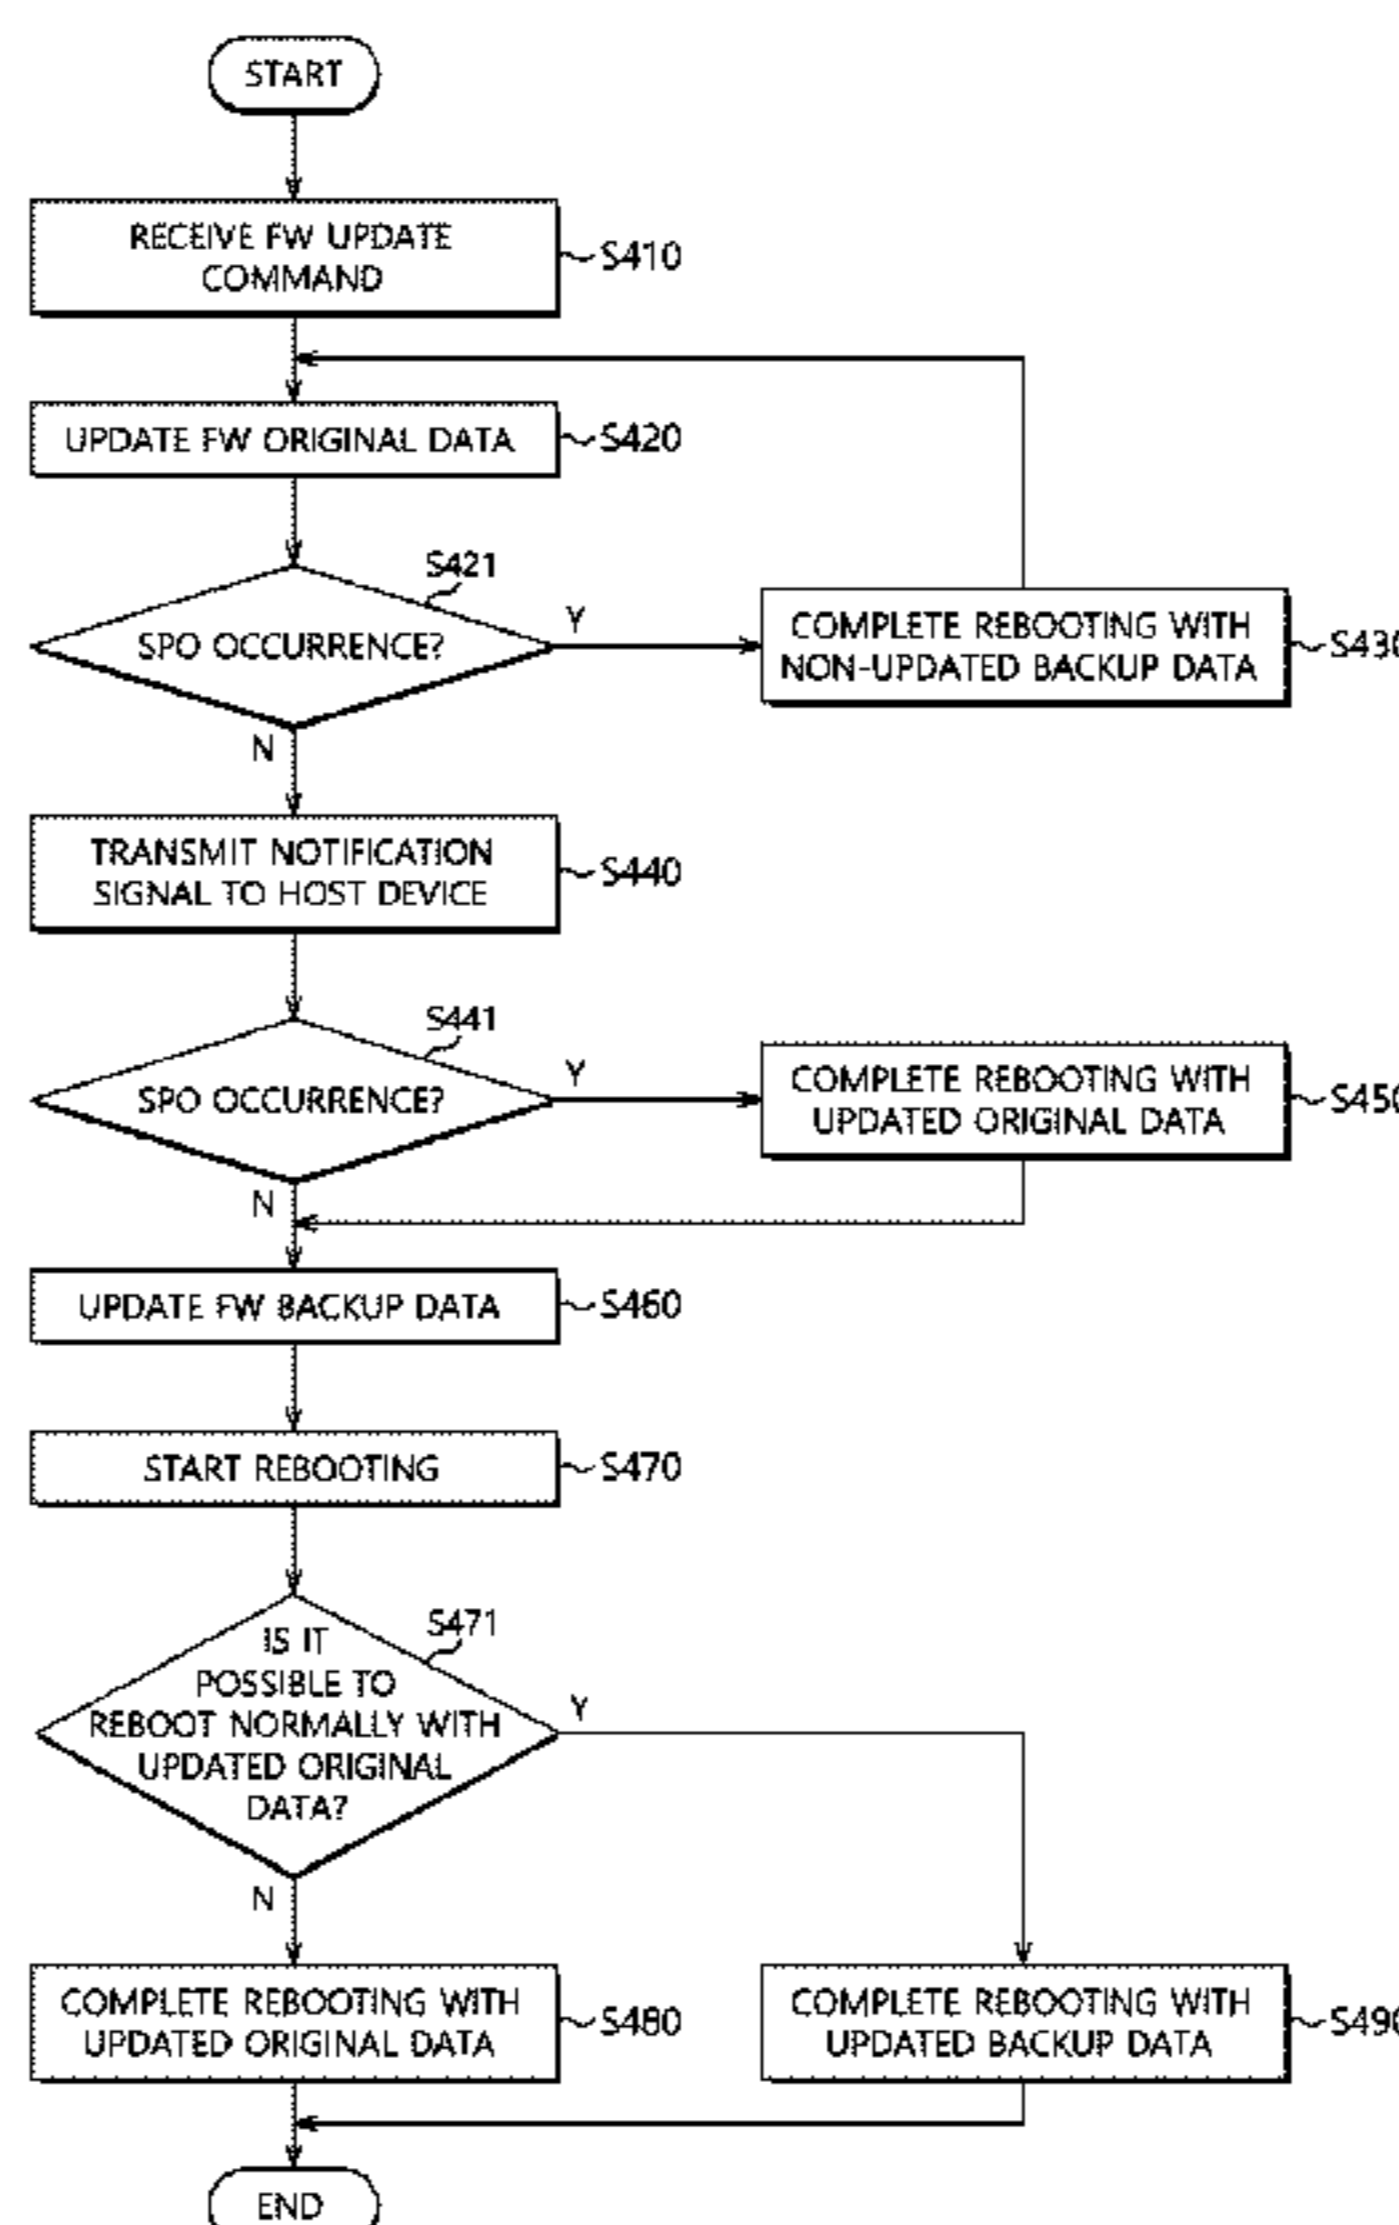 START
RECEIVE FW UPDATE
COMMAND
S410
UPDATE FW ORIGINAL DATA
S420
S421
SPO OCCURRENCE?
Y
COMPLETE REBOOTING WITH
NON-UPDATED BACKUP DATA
S430
N
TRANSMIT NOTIFICATION
SIGNAL TO HOST DEVICE
S440
S441
SPO OCCURRENCE?
Y
COMPLETE REBOOTING WITH
UPDATED ORIGINAL DATA
S450
N
UPDATE FW BACKUP DATA
S460
START REBOOTING
S470
S471
IS IT
POSSIBLE TO
REBOOT NORMALLY WITH
UPDATED ORIGINAL
DATA?
Y
N
COMPLETE REBOOTING WITH
UPDATED ORIGINAL DATA
S480
COMPLETE REBOOTING WITH
UPDATED BACKUP DATA
S490
END